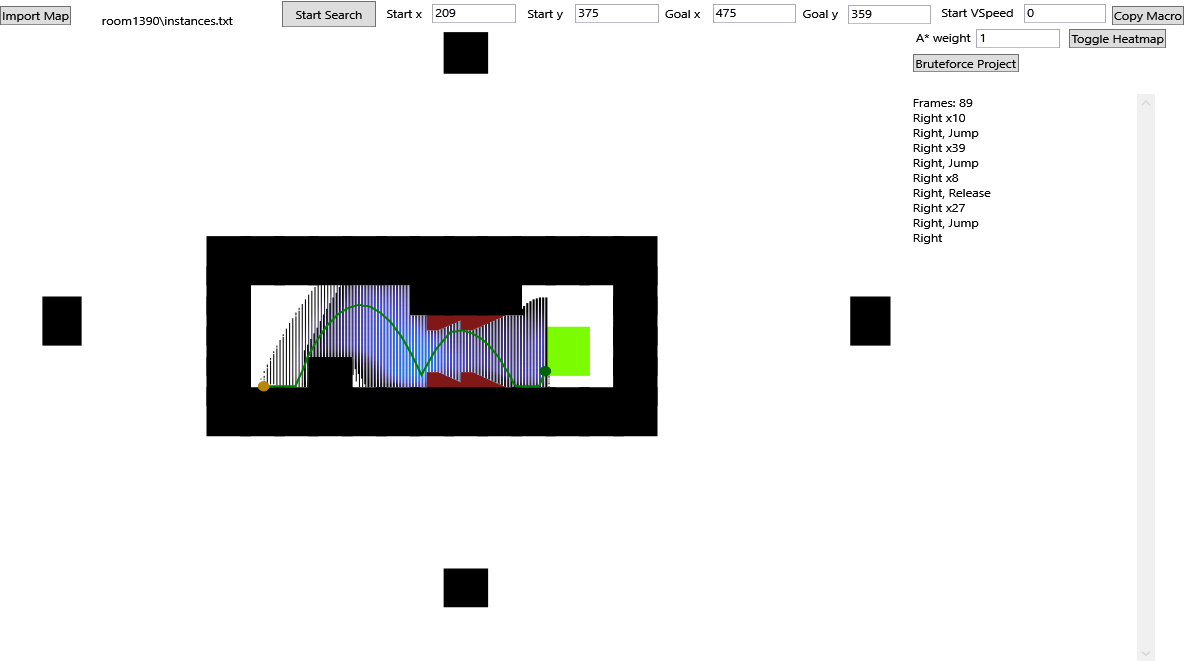 Import Map
room1390\instances.txt
Start Search
Start x 209
Start y 375
Goal x 475
Goal y 359
Start VSpeed 0
Copy Macro
A* weight 1
Toggle Heatmap
Bruteforce Project
Frames: 89
Right x10
Right, Jump
Right x39
Right, Jump
Right x8
Right, Release
Right x27
Right, Jump
Right